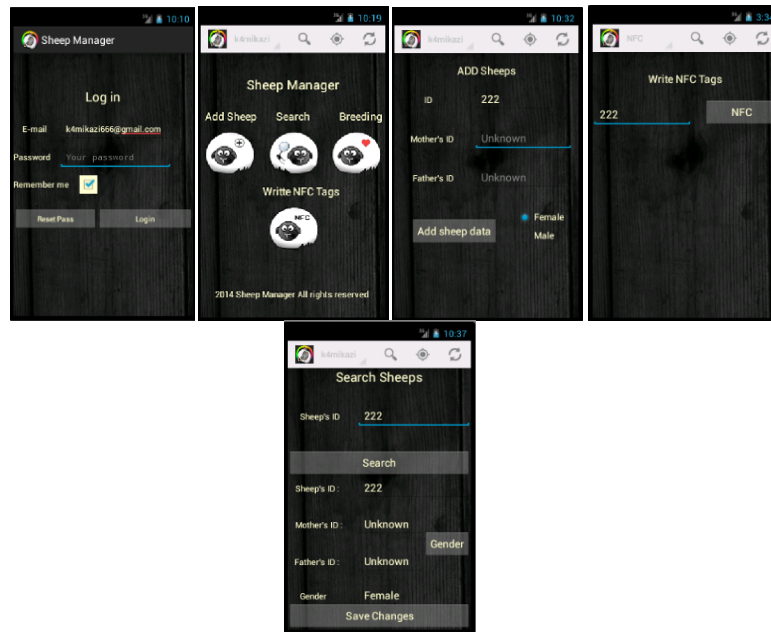 10:10
Sheep Manager
Log in
E-mail k4mikazi666@gmail.com
Password Your password
Remember me
Reset Pass Login
10:19
k4mikazi
Sheep Manager
Add Sheep Search Breeding
Writte NFC Tags
NFC
2014 Sheep Manager All rights reserved
10:32
k4mikazi
ADD Sheeps
ID 222
Mother's ID Unknown
Father's ID Unknown
Female
Add sheep data
Male
NFC
Write NFC Tags
222 NFC
10:37
k4mikazi
Search Sheeps
Sheep's ID 222
Search
Sheep's ID : 222
Mother's ID : Unknown
Gender
Father's ID : Unknown
Gender Female
Save Changes